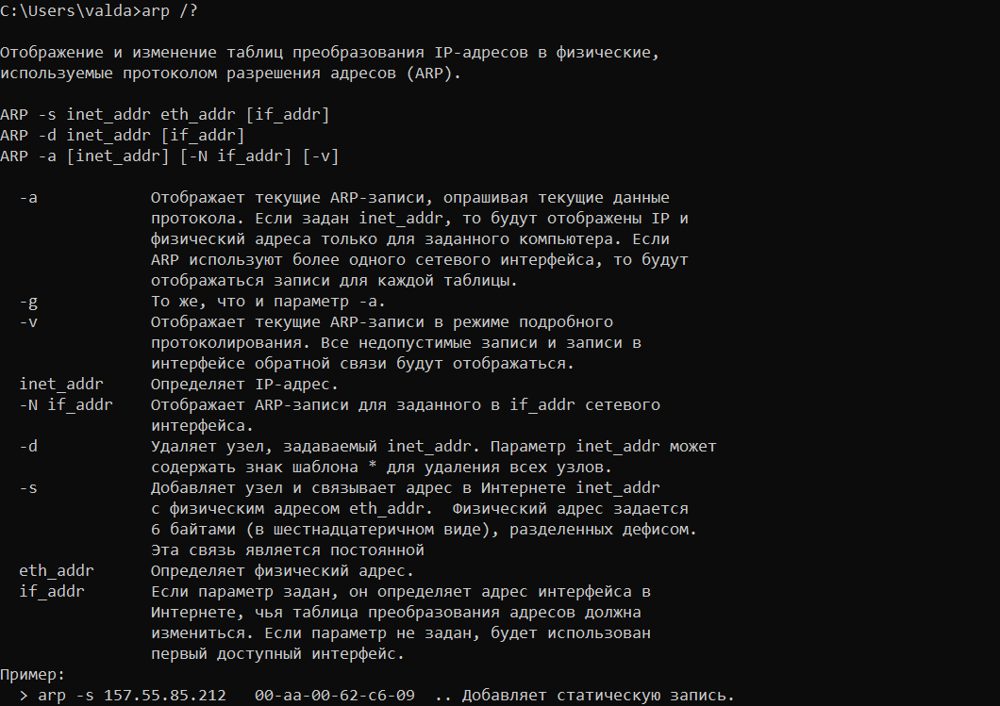 C:\Users\valda>arp /?
Отображение и изменение таблиц преобразования IP-адресов в физические,
используемые протоколом разрешения адресов (ARP).
ARP -s inet_addr eth_addr [if_addr]
ARP -d inet_addr [if_addr]
ARP -a [inet_addr] [-N if_addr] [-v]
-a Отображает текущие ARP-записи, опрашивая текущие данные
протокола. Если задан inet_addr, то будут отображены IP и
физический адреса только для заданного компьютера. Если
ARP используют более одного сетевого интерфейса, то будут
отображаться записи для каждой таблицы.
-g То же, что и параметр -a.
-v Отображает текущие ARP-записи в режиме подробного
протоколирования. Все недопустимые записи и записи в
интерфейсе обратной связи будут отображаться.
inet_addr Определяет IP-адрес.
-N if_addr Отображает ARP-записи для заданного в if_addr сетевого
интерфейса.
-d Удаляет узел, задаваемый inet_addr. Параметр inet_addr может
содержать знак шаблона * для удаления всех узлов.
-s Добавляет узел и связывает адрес в Интернете inet_addr
с физическим адресом eth_addr.  Физический адрес задается
6 байтами (в шестнадцатеричном виде), разделенных дефисом.
Эта связь является постоянной
eth_addr Определяет физический адрес.
if_addr Если параметр задан, он определяет адрес интерфейса в
Интернете, чья таблица преобразования адресов должна
измениться. Если параметр не задан, будет использован
первый доступный интерфейс.
Пример:
> arp -s 157.55.85.212   00-aa-00-62-c6-09  .. Добавляет статическую запись.